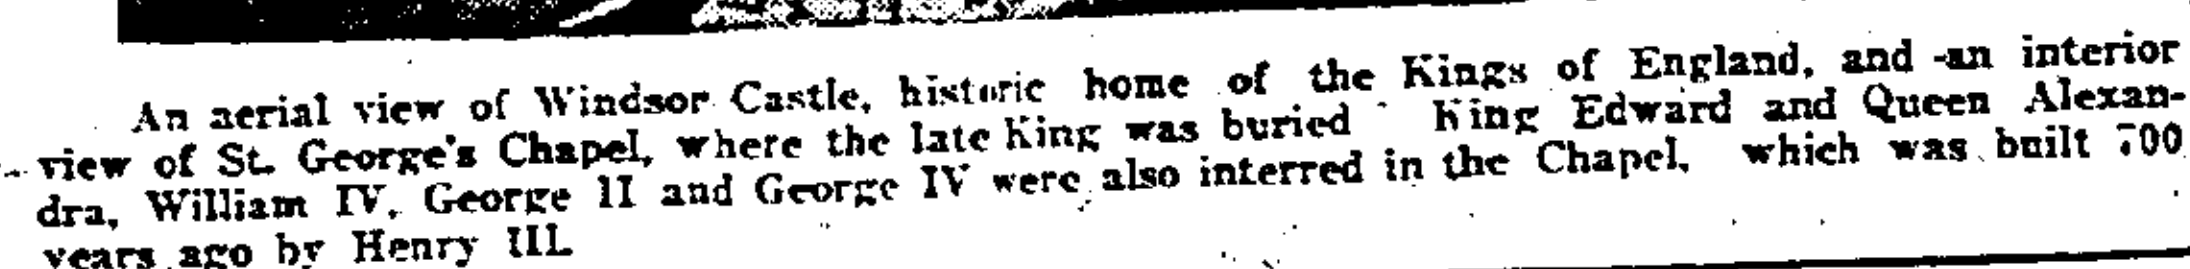 An aerial view of Windsor Castle, historic home of the Kings of England, and an interior
view of St. George's Chapel, where the late King was buried King Edward and Queen Alexan-
dra, William IV, George II and George IV were also interred in the Chapel, which was built 700
years ago by Henry III.